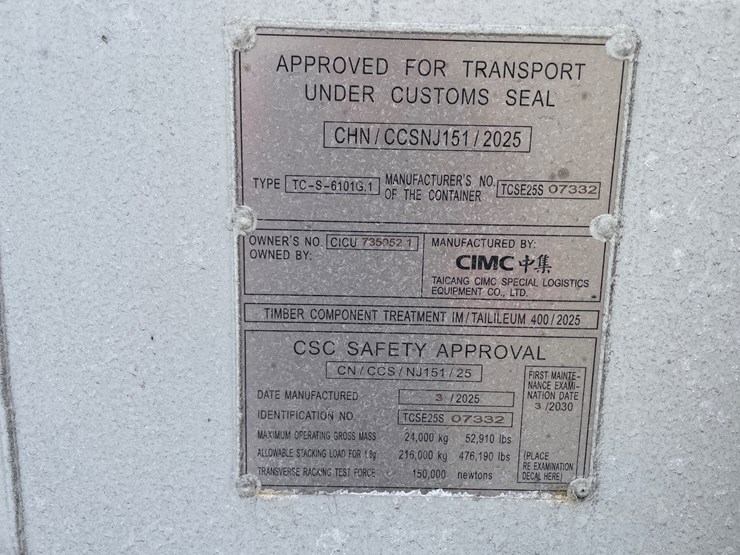 APPROVED FOR TRANSPORT
UNDER CUSTOMS SEAL
CHN/CCSNJ151/2025
TYPE TC-S-6101G.1 MANUFACTURER'S NO. OF THE CONTAINER TCSE25S 07332
OWNER'S NO. CICU 735952 1
OWNED BY:
MANUFACTURED BY:
CIMC 中集
TAICANG CIMC SPECIAL LOGISTICS
EQUIPMENT CO., LTD.
TIMBER COMPONENT TREATMENT IM/TAILILEUM 400/2025
CSC SAFETY APPROVAL
CN/CCS/NJ151/25
DATE MANUFACTURED 3/2025
IDENTIFICATION NO. TCSE25S 07332
MAXIMUM OPERATING GROSS MASS 24,000 kg 52,910 lbs
ALLOWABLE STACKING LOAD FOR 1.8g 216,000 kg 476,190 lbs
TRANSVERSE RACKING TEST FORCE 150,000 newtons
FIRST MAINTE-
NANCE EXAMI-
NATION DATE
3/2030
(PLACE
RE EXAMINATION
DECAL HERE)